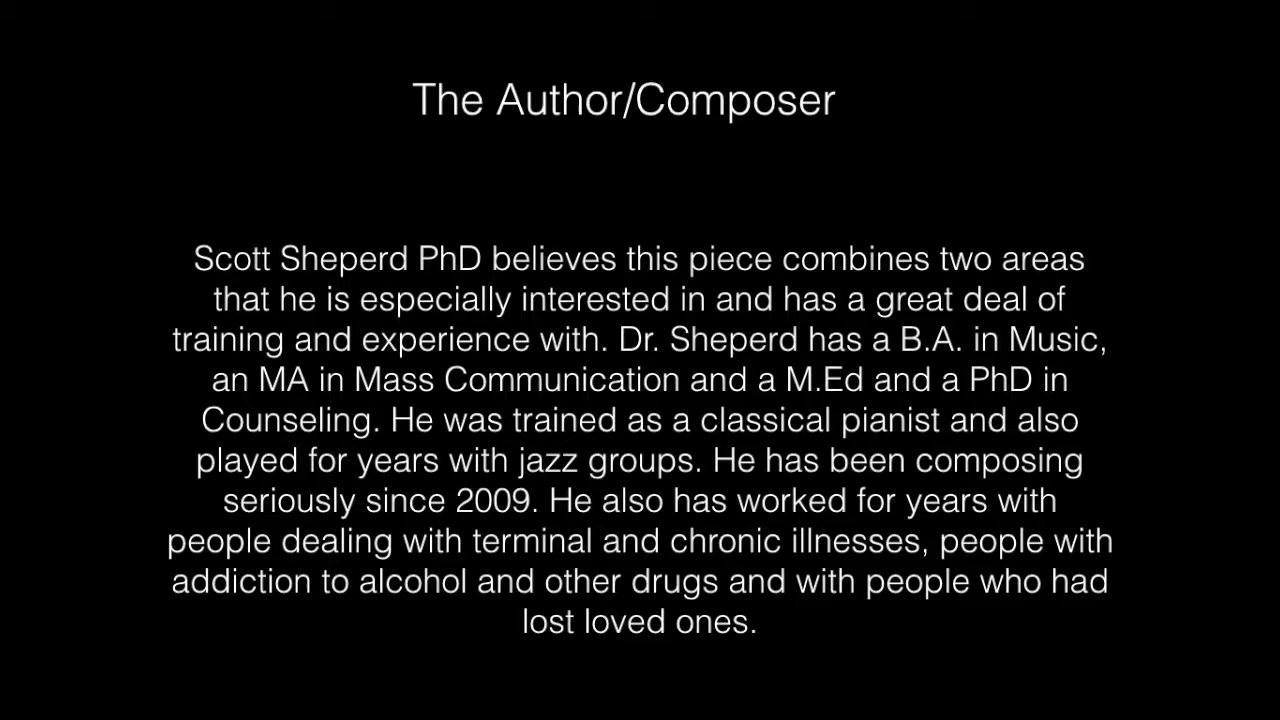 The Author/Composer
Scott Sheperd PhD believes this piece combines two areas
that he is especially interested in and has a great deal of
training and experience with. Dr. Sheperd has a B.A. in Music,
an MA in Mass Communication and a M.Ed and a PhD in
Counseling. He was trained as a classical pianist and also
played for years with jazz groups. He has been composing
seriously since 2009. He also has worked for years with
people dealing with terminal and chronic illnesses, people with
addiction to alcohol and other drugs and with people who had
lost loved ones.